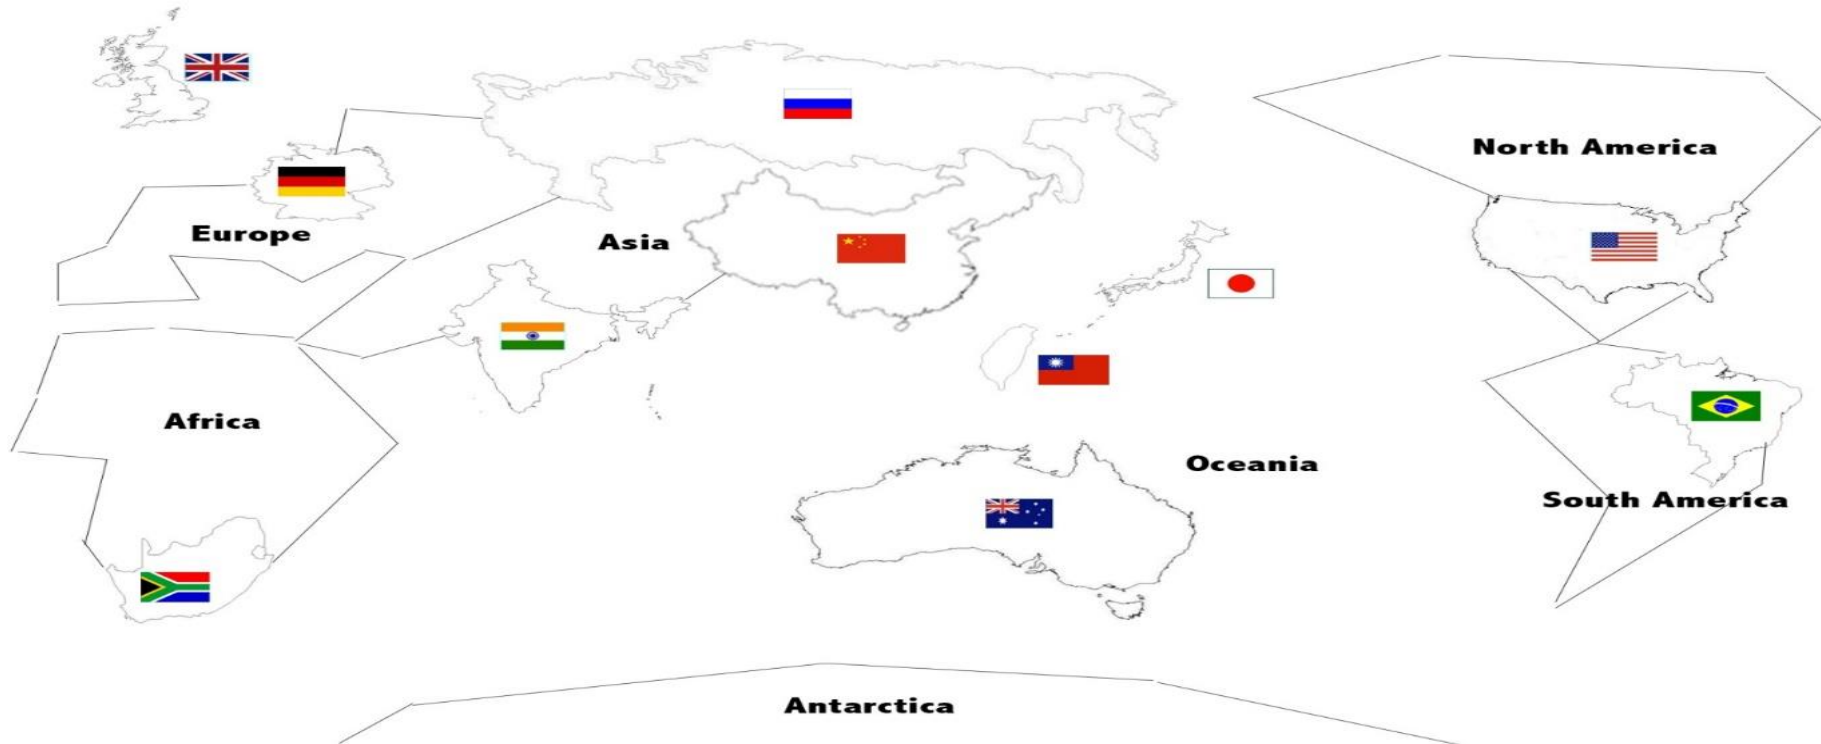 North America
Europe
Asia
Africa
Oceania
South America
Antarctica